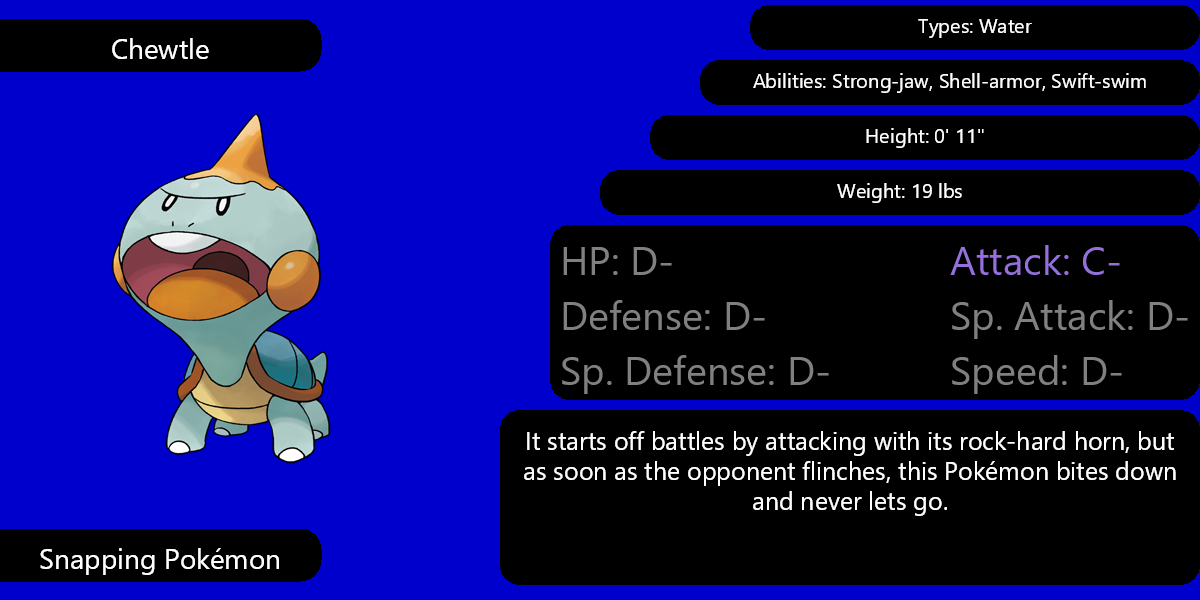 Chewtle
Types: Water
Abilities: Strong-jaw, Shell-armor, Swift-swim
Height: 0' 11"
Weight: 19 lbs
HP: D-
Attack: C-
Defense: D-
Sp. Attack: D-
Sp. Defense: D-
Speed: D-
It starts off battles by attacking with its rock-hard horn, but
as soon as the opponent flinches, this Pokémon bites down
and never lets go.
Snapping Pokémon